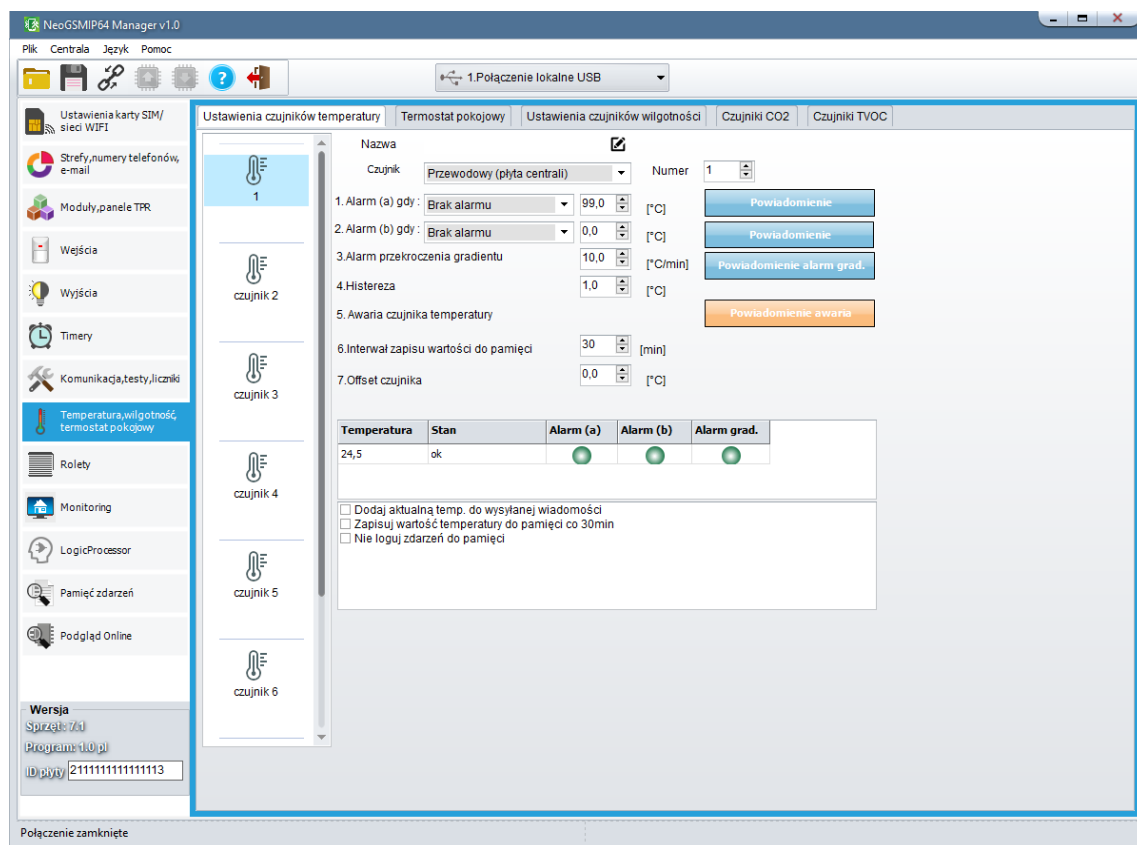 NeoGSMIP64 Manager v1.0
Plik Centrala Język Pomoc
1.Połączenie lokalne USB
Ustawienia karty SIM/
sieci WIFI
Strefy,numery telefonów,
e-mail
Moduły,panele TPR
Wejścia
Wyjścia
Timery
Komunikacja,testy,liczniki
Temperatura,wilgotność,
termostat pokojowy
Rolety
Monitoring
LogicProcessor
Pamięć zdarzeń
Podgląd Online
Wersja
Sprzęt: 7.1
Program: 1.0 pl
ID płyty 2111111111111113
Ustawienia czujników temperatury Termostat pokojowy Ustawienia czujników wilgotności Czujniki CO2 Czujniki TVOC
1
czujnik 2
czujnik 3
czujnik 4
czujnik 5
czujnik 6
Nazwa
Czujnik Przewodowy (płyta centrali) Numer 1
1. Alarm (a) gdy : Brak alarmu 99,0 [°C] Powiadomienie
2. Alarm (b) gdy : Brak alarmu 0,0 [°C] Powiadomienie
3.Alarm przekroczenia gradientu 10,0 [°C/min] Powiadomienie alarm grad.
4.Histereza 1,0 [°C]
5. Awaria czujnika temperatury Powiadomienie awaria
6.Interwał zapisu wartości do pamięci 30 [min]
7.Offset czujnika 0,0 [°C]
Temperatura Stan Alarm (a) Alarm (b) Alarm grad.
24,5 ok
Dodaj aktualną temp. do wysyłanej wiadomości
Zapisuj wartość temperatury do pamięci co 30min
Nie loguj zdarzeń do pamięci
Połączenie zamknięte